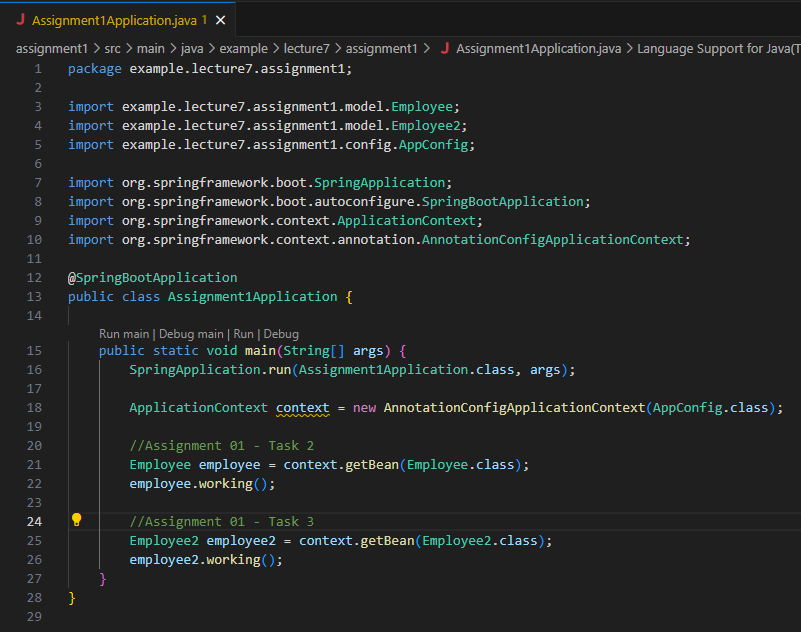 J Assignment1Application.java 1 ×
assignment1 > src > main > java > example > lecture7 > assignment1 > J Assignment1Application.java > Language Support for Java(T
1 package example.lecture7.assignment1;
2
3 import example.lecture7.assignment1.model.Employee;
4 import example.lecture7.assignment1.model.Employee2;
5 import example.lecture7.assignment1.config.AppConfig;
6
7 import org.springframework.boot.SpringApplication;
8 import org.springframework.boot.autoconfigure.SpringBootApplication;
9 import org.springframework.context.ApplicationContext;
10 import org.springframework.context.annotation.AnnotationConfigApplicationContext;
11
12 @SpringBootApplication
13 public class Assignment1Application {
14
Run main | Debug main | Run | Debug
15 public static void main(String[] args) {
16 SpringApplication.run(Assignment1Application.class, args);
17
18 ApplicationContext context = new AnnotationConfigApplicationContext(AppConfig.class);
19
20 //Assignment 01 - Task 2
21 Employee employee = context.getBean(Employee.class);
22 employee.working();
23
24 //Assignment 01 - Task 3
25 Employee2 employee2 = context.getBean(Employee2.class);
26 employee2.working();
27 }
28 }
29